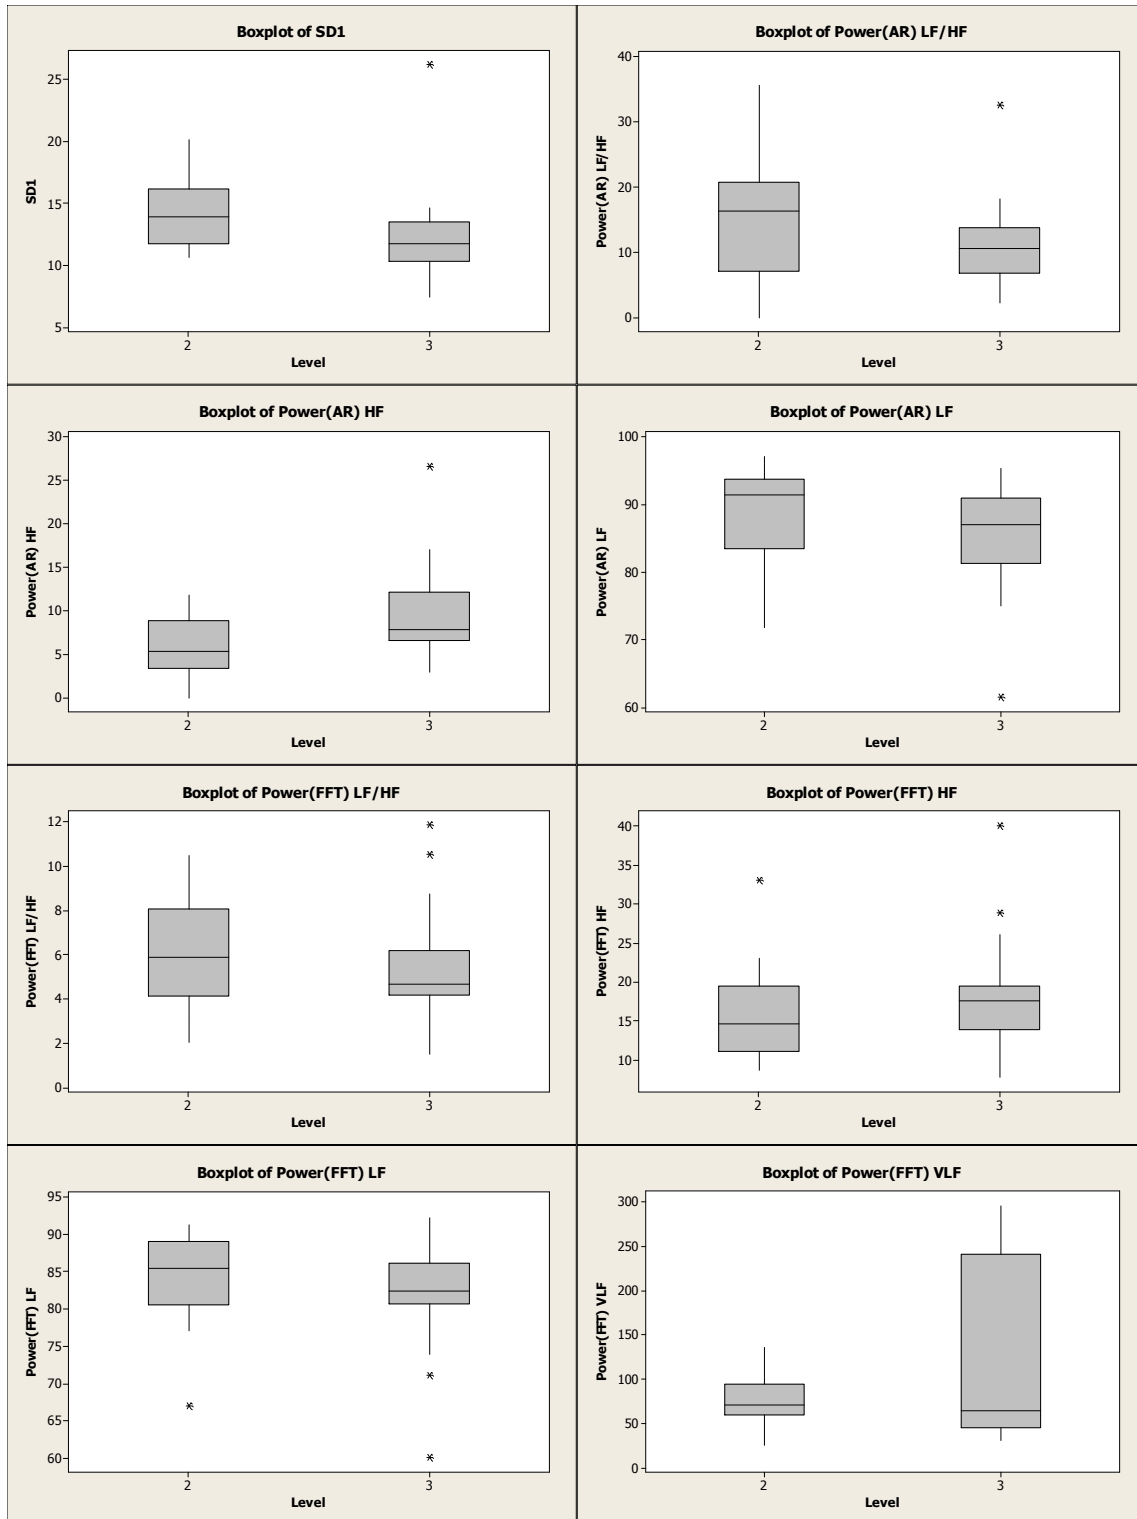 Boxplot of SD1
SD1
25
20
15
10
5
2 3
Level
Boxplot of Power(AR) LF/HF
Power(AR) LF/HF
40
30
20
10
0
2 3
Level
Boxplot of Power(AR) HF
Power(AR) HF
30
25
20
15
10
5
0
2 3
Level
Boxplot of Power(AR) LF
Power(AR) LF
100
90
80
70
60
2 3
Level
Boxplot of Power(FFT) LF/HF
Power(FFT) LF/HF
12
10
8
6
4
2
0
2 3
Level
Boxplot of Power(FFT) HF
Power(FFT) HF
40
35
30
25
20
15
10
2 3
Level
Boxplot of Power(FFT) LF
Power(FFT) LF
95
90
85
80
75
70
65
60
2 3
Level
Boxplot of Power(FFT) VLF
Power(FFT) VLF
300
250
200
150
100
50
0
2 3
Level